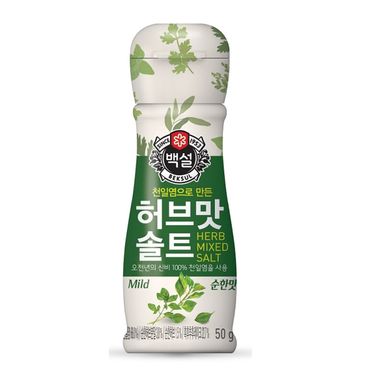 SINCE 1953
백설
BEKSUL
천일염으로 만든
허브맛
솔트
HERB
MIXED
SALT
오천년의 신비 100% 천일염을 사용
Mild
순한맛
50 g